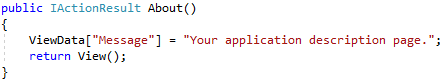 public IActionResult About()
{
    ViewData["Message"] = "Your application description page.";
    return View();
}